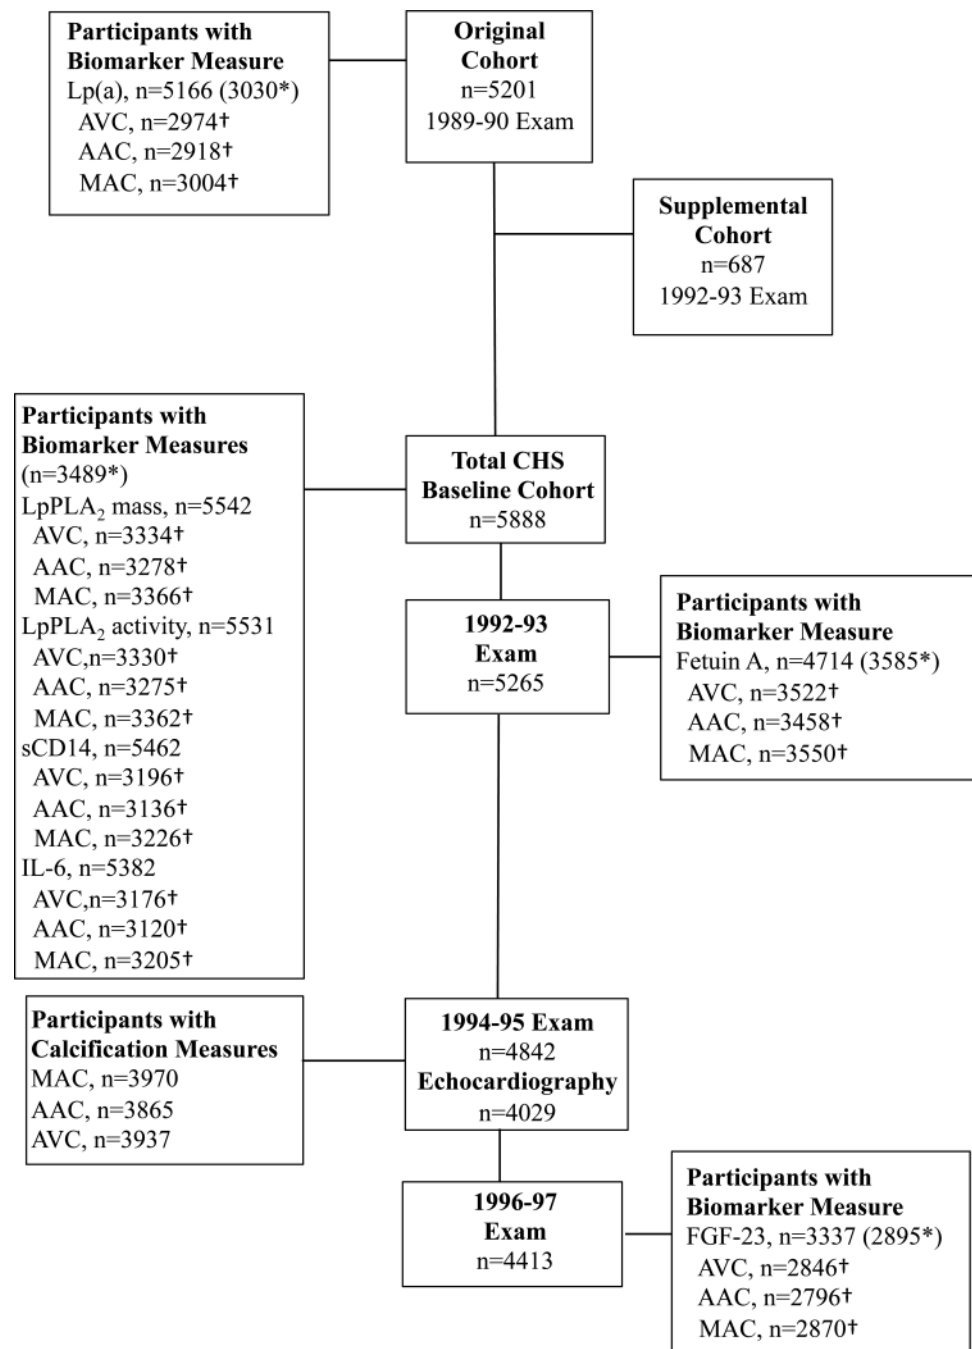 Participants with
Biomarker Measure
Lp(a), n=5166 (3030*)
AVC, n=2974†
AAC, n=2918†
MAC, n=3004†
Original
Cohort
n=5201
1989-90 Exam
Supplemental
Cohort
n=687
1992-93 Exam
Participants with
Biomarker Measures
(n=3489*)
LpPLA₂ mass, n=5542
AVC, n=3334†
AAC, n=3278†
MAC, n=3366†
LpPLA₂ activity, n=5531
AVC,n=3330†
AAC, n=3275†
MAC, n=3362†
sCD14, n=5462
AVC, n=3196†
AAC, n=3136†
MAC, n=3226†
IL-6, n=5382
AVC,n=3176†
AAC, n=3120†
MAC, n=3205†
Total CHS
Baseline Cohort
n=5888
1992-93
Exam
n=5265
Participants with
Biomarker Measure
Fetuin A, n=4714 (3585*)
AVC, n=3522†
AAC, n=3458†
MAC, n=3550†
Participants with
Calcification Measures
MAC, n=3970
AAC, n=3865
AVC, n=3937
1994-95 Exam
n=4842
Echocardiography
n=4029
1996-97
Exam
n=4413
Participants with
Biomarker Measure
FGF-23, n=3337 (2895*)
AVC, n=2846†
AAC, n=2796†
MAC, n=2870†